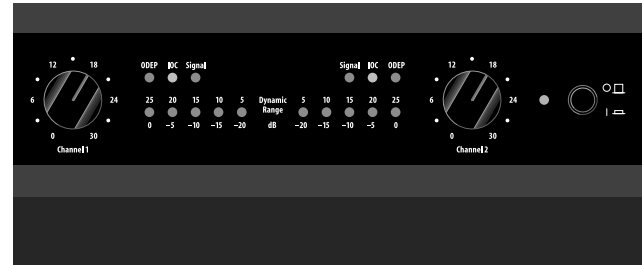 12 18
6 24
0 30
Channel 1
ODEP IOC Signal
25 20 15 10 5
0 −5 −10 −15 −20
Dynamic
Range
dB
Signal IOC ODEP
5 10 15 20 25
−20 −15 −10 −5 0
12 18
6 24
0 30
Channel 2